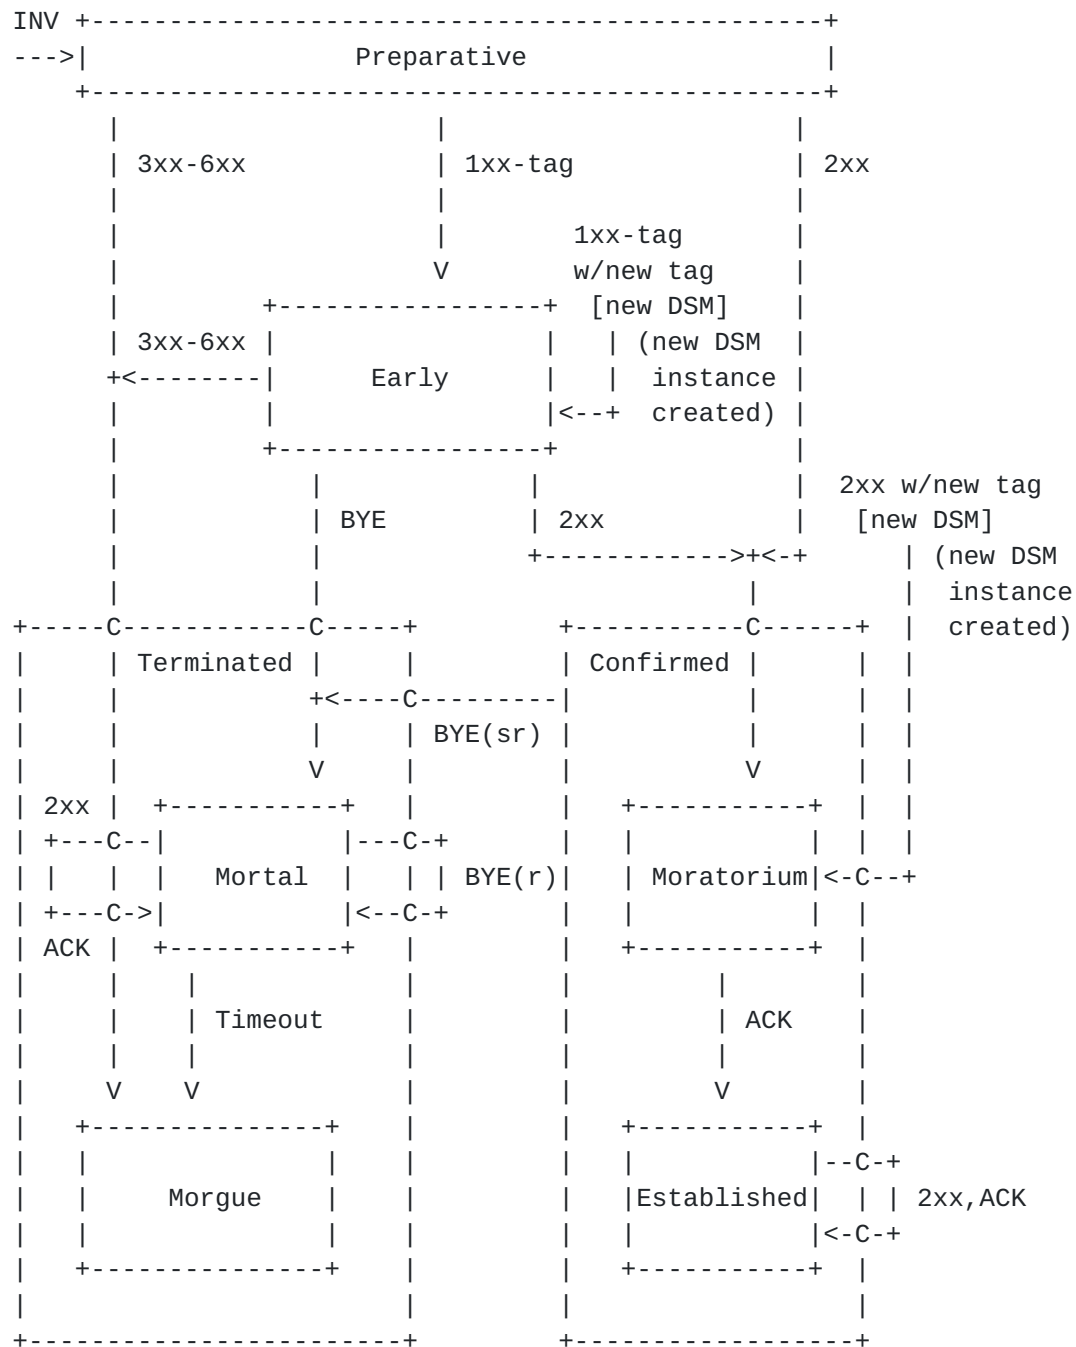 INV
Preparative
3xx-6xx 1xx-tag 2xx
1xx-tag
w/new tag
[new DSM]
3xx-6xx (new DSM
Early instance
created)
2xx w/new tag
BYE 2xx [new DSM]
(new DSM
instance
C C C created)
Terminated Confirmed
C
BYE(sr)
2xx
C C
Mortal BYE(r) Moratorium C
C C
ACK
Timeout ACK
C
Morgue Established 2xx,ACK
C